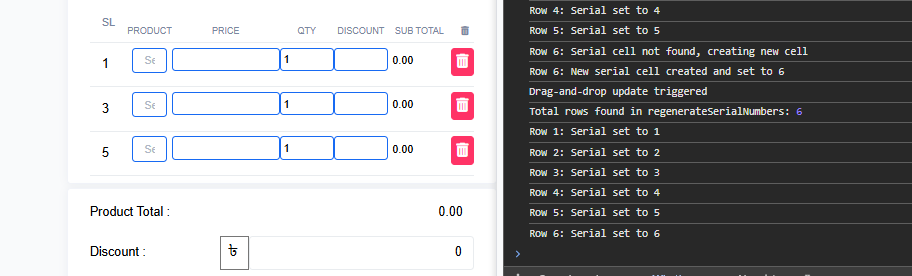 SL PRODUCT PRICE QTY DISCOUNT SUB TOTAL
1 Se 1 0.00
3 Se 1 0.00
5 Se 1 0.00
Product Total : 0.00
Discount : ৳ 0
Row 4: Serial set to 4
Row 5: Serial set to 5
Row 6: Serial cell not found, creating new cell
Row 6: New serial cell created and set to 6
Drag-and-drop update triggered
Total rows found in regenerateSerialNumbers: 6
Row 1: Serial set to 1
Row 2: Serial set to 2
Row 3: Serial set to 3
Row 4: Serial set to 4
Row 5: Serial set to 5
Row 6: Serial set to 6
>